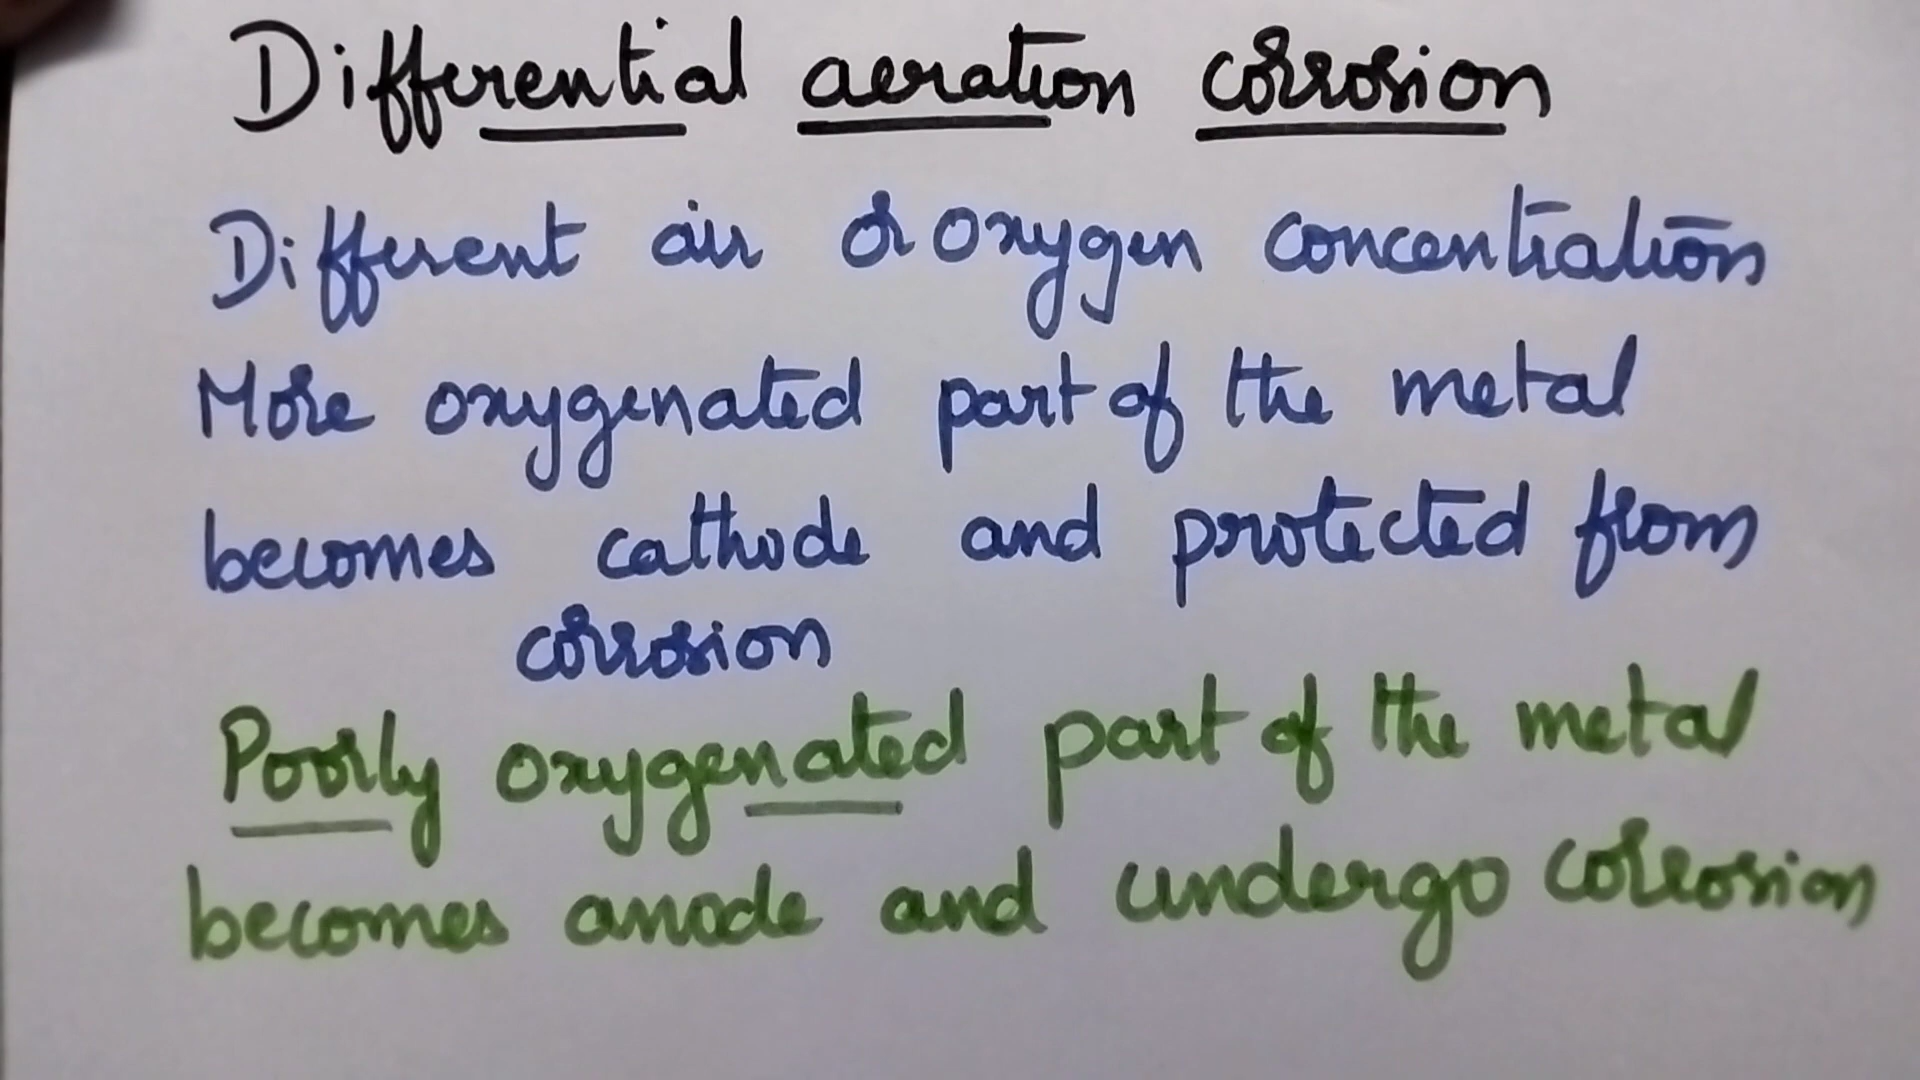 Differential aeration corrosion
Different air or oxygen concentration
More oxygenated part of the metal
becomes cathode and protected from
corrosion
Poorly oxygenated part of the metal
becomes anode and undergo corrosion